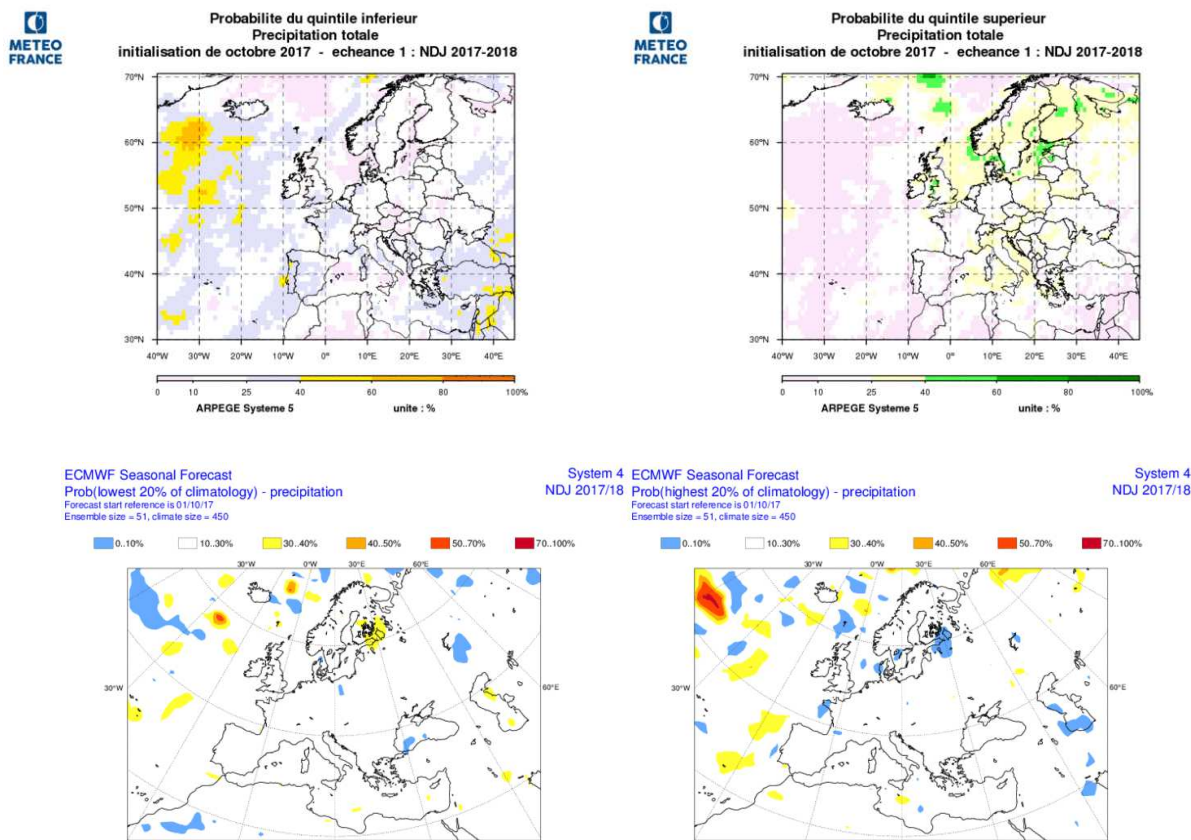 METEO
FRANCE
Probabilite du quintile inferieur
Precipitation totale
initialisation de octobre 2017 - echeance 1 : NDJ 2017-2018
70°N
60°N
50°N
40°N
30°N
40°W 30°W 20°W 10°W 0° 10°E 20°E 30°E 40°E
0 10 25 40 60 80 100%
ARPEGE Systeme 5 unite : %
METEO
FRANCE
Probabilite du quintile superieur
Precipitation totale
initialisation de octobre 2017 - echeance 1 : NDJ 2017-2018
70°N
60°N
50°N
40°N
30°N
40°W 30°W 20°W 10°W 0° 10°E 20°E 30°E 40°E
0 10 25 40 60 80 100%
ARPEGE Systeme 5 unite : %
ECMWF Seasonal Forecast System 4
Prob(lowest 20% of climatology) - precipitation NDJ 2017/18
Forecast start reference is 01/10/17
Ensemble size = 51, climate size = 450
0..10% 10..30% 30..40% 40..50% 50..70% 70..100%
30°W 0°W 30°E 60°E
30°W 60°E
ECMWF Seasonal Forecast System 4
Prob(highest 20% of climatology) - precipitation NDJ 2017/18
Forecast start reference is 01/10/17
Ensemble size = 51, climate size = 450
0..10% 10..30% 30..40% 40..50% 50..70% 70..100%
30°W 0°W 30°E 60°E
30°W 60°E